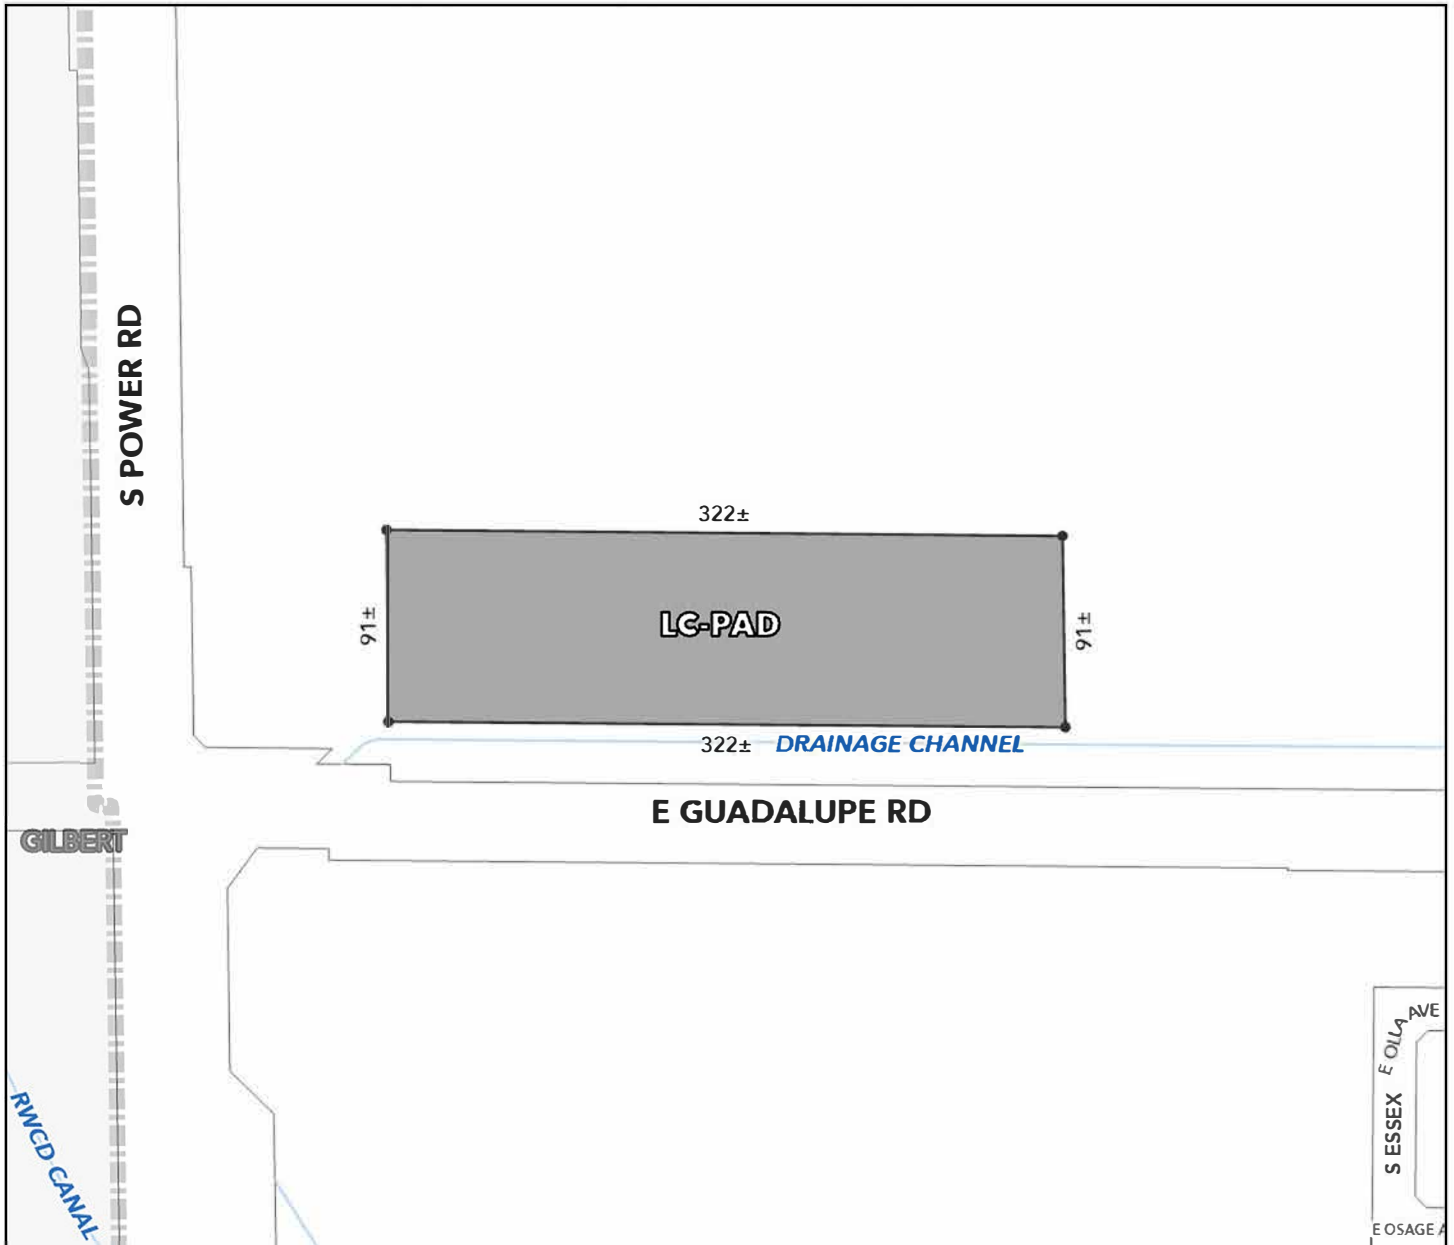 S POWER RD
322±
91±
LC-PAD
91±
322±
DRAINAGE CHANNEL
E GUADALUPE RD
GILBERT
AVE
E OLLA
S ESSEX
RWCD CANAL
E OSAGE A